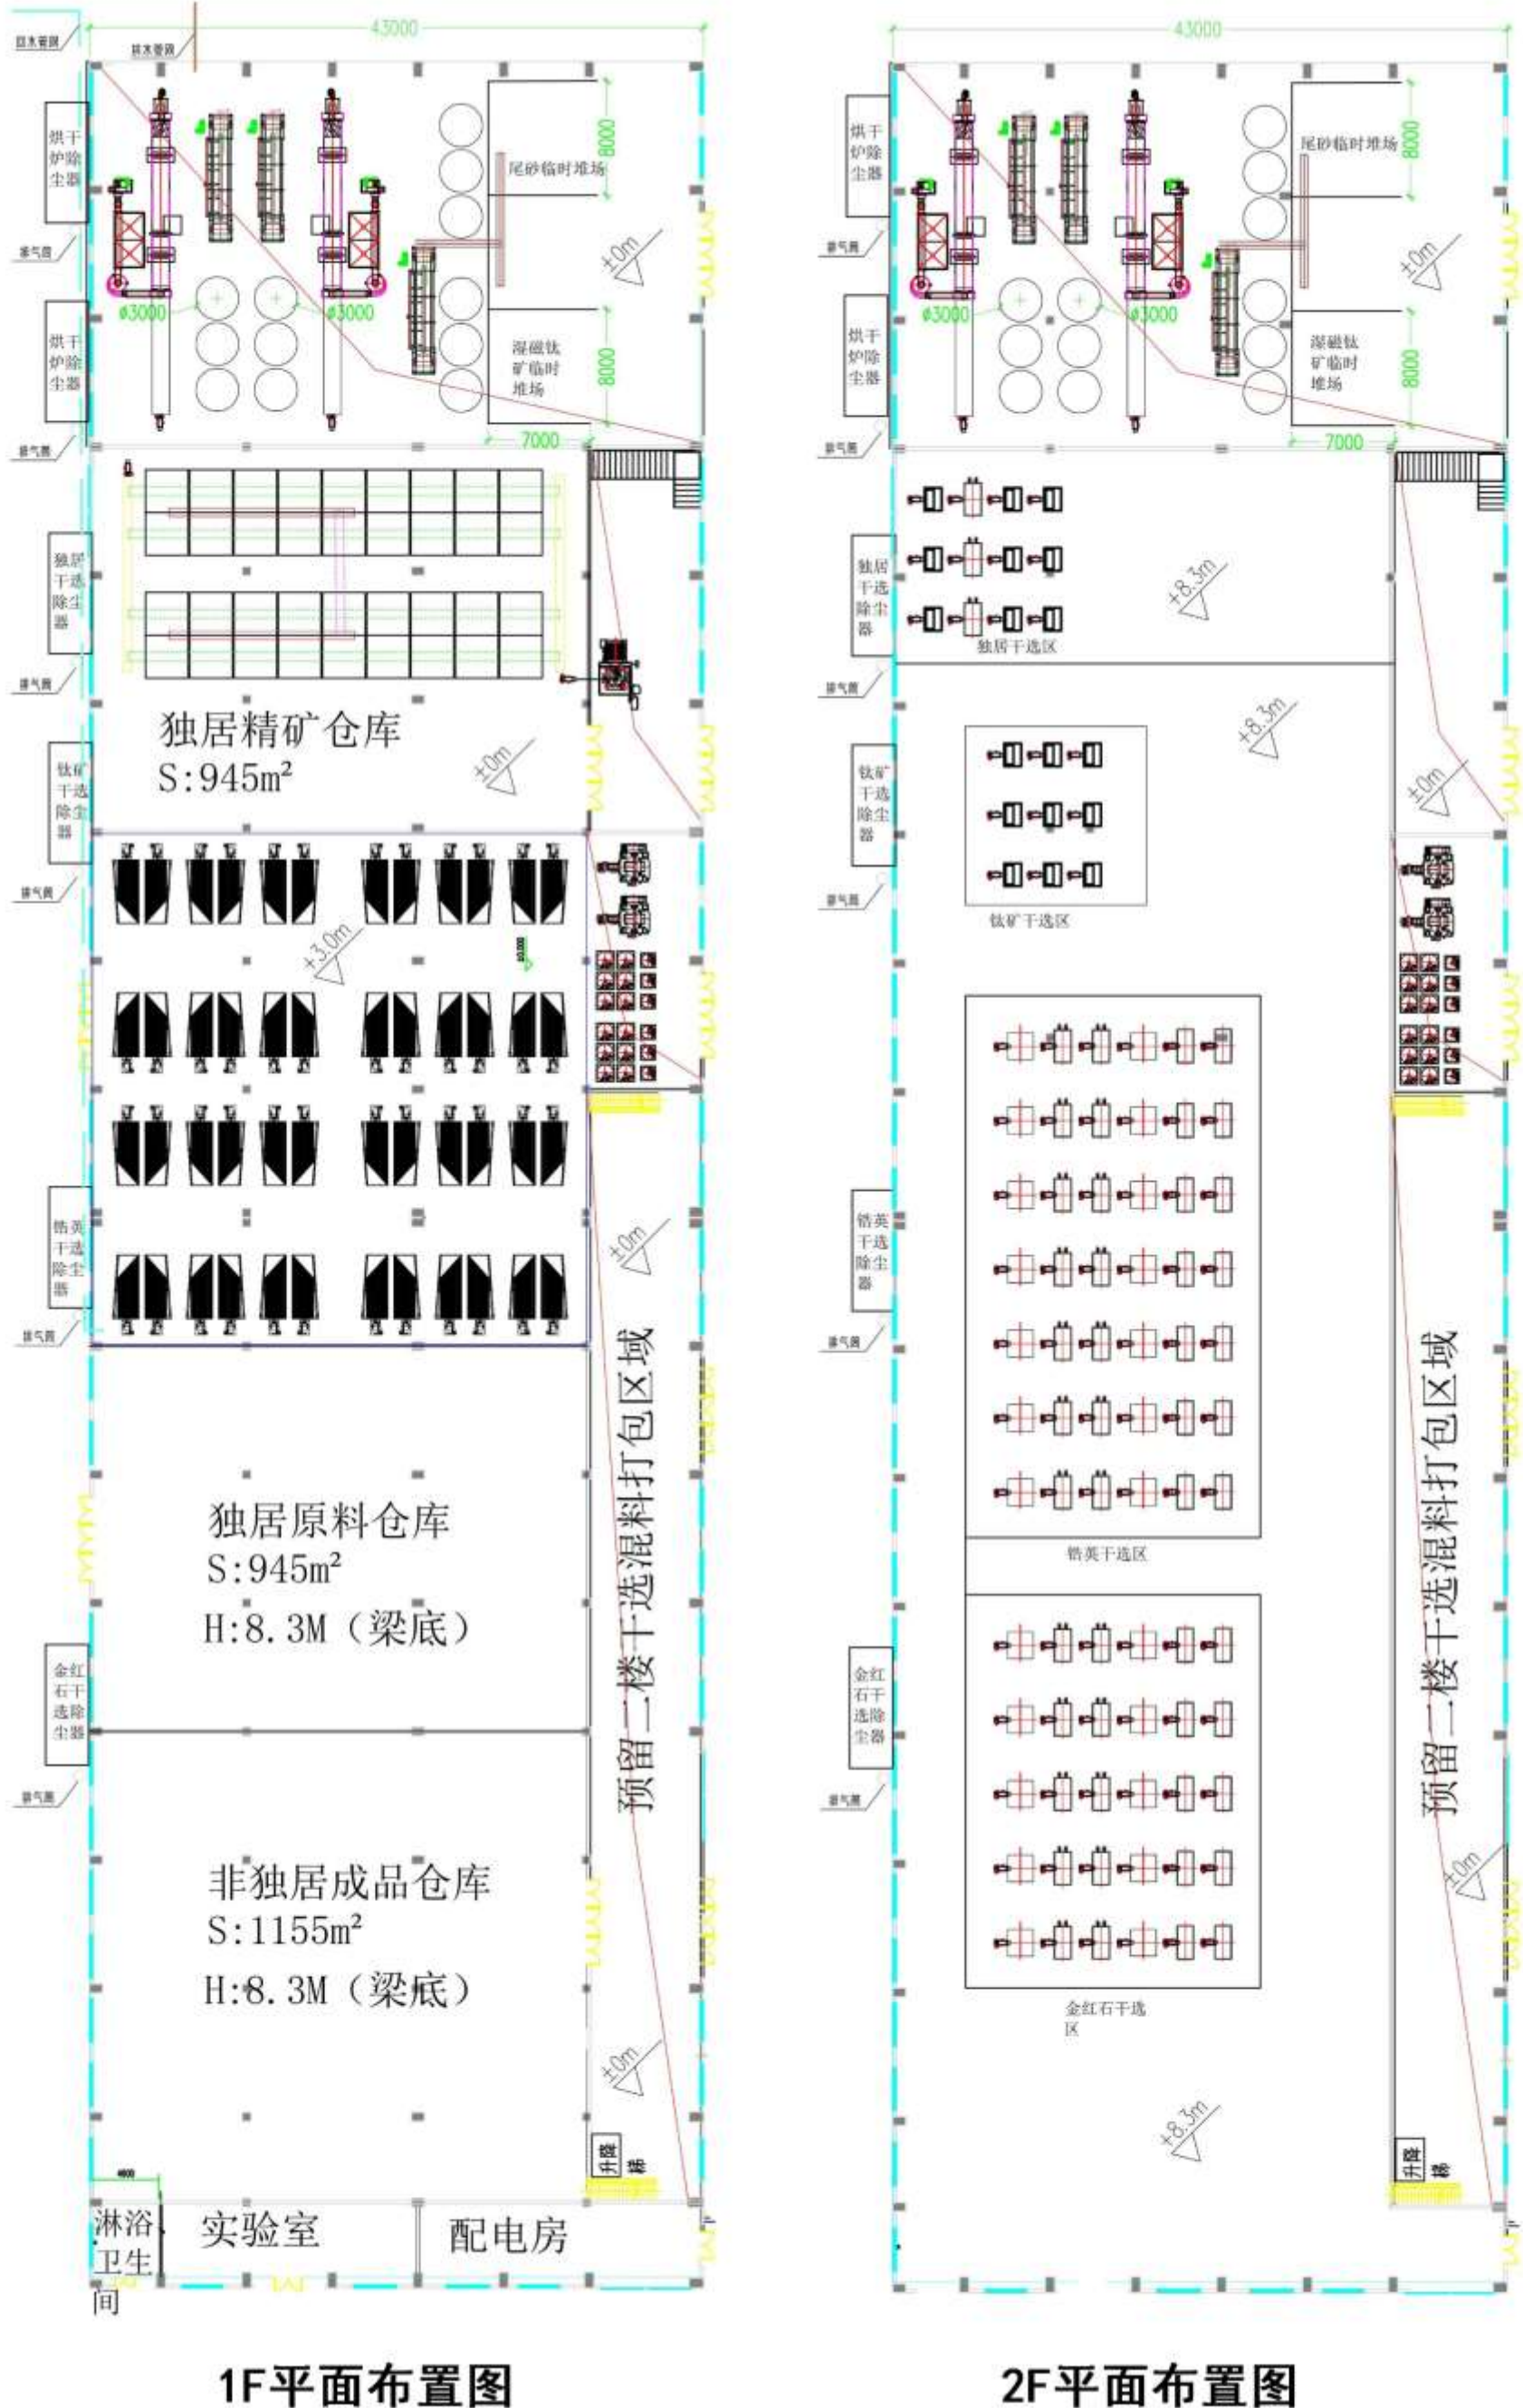 43000
回水管网
排水管网
烘干
炉除
尘器
排气筒
烘干
炉除
尘器
排气筒
8000
尾砂临时堆场
±0m
ø3000
ø3000
湿磁钛
矿临时
堆场
8000
7000
独居
干选
除尘
器
排气筒
独居精矿仓库
S:945m²
±0m
钛矿
干选
除尘
器
排气筒
+3.0m
±0.000
锆英
干选
除尘
器
排气筒
±0m
独居原料仓库
S:945m²
H:8.3M（梁底）
预留二楼干选混料打包区域
金红
石干
选除
尘器
排气筒
非独居成品仓库
S:1155m²
H:8.3M（梁底）
±0m
升降
梯
4800
淋浴
卫生
间
实验室
配电房
1F平面布置图
43000
烘干
炉除
尘器
排气筒
烘干
炉除
尘器
排气筒
8000
尾砂临时堆场
±0m
ø3000
ø3000
湿磁钛
矿临时
堆场
8000
7000
独居
干选
除尘
器
排气筒
独居干选区
+8.3m
+8.3m
钛矿
干选
除尘
器
排气筒
±0m
钛矿干选区
锆英
干选
除尘
器
排气筒
锆英干选区
预留二楼干选混料打包区域
金红
石干
选除
尘器
排气筒
±0m
金红石干选
区
+8.3m
升降
梯
2F平面布置图